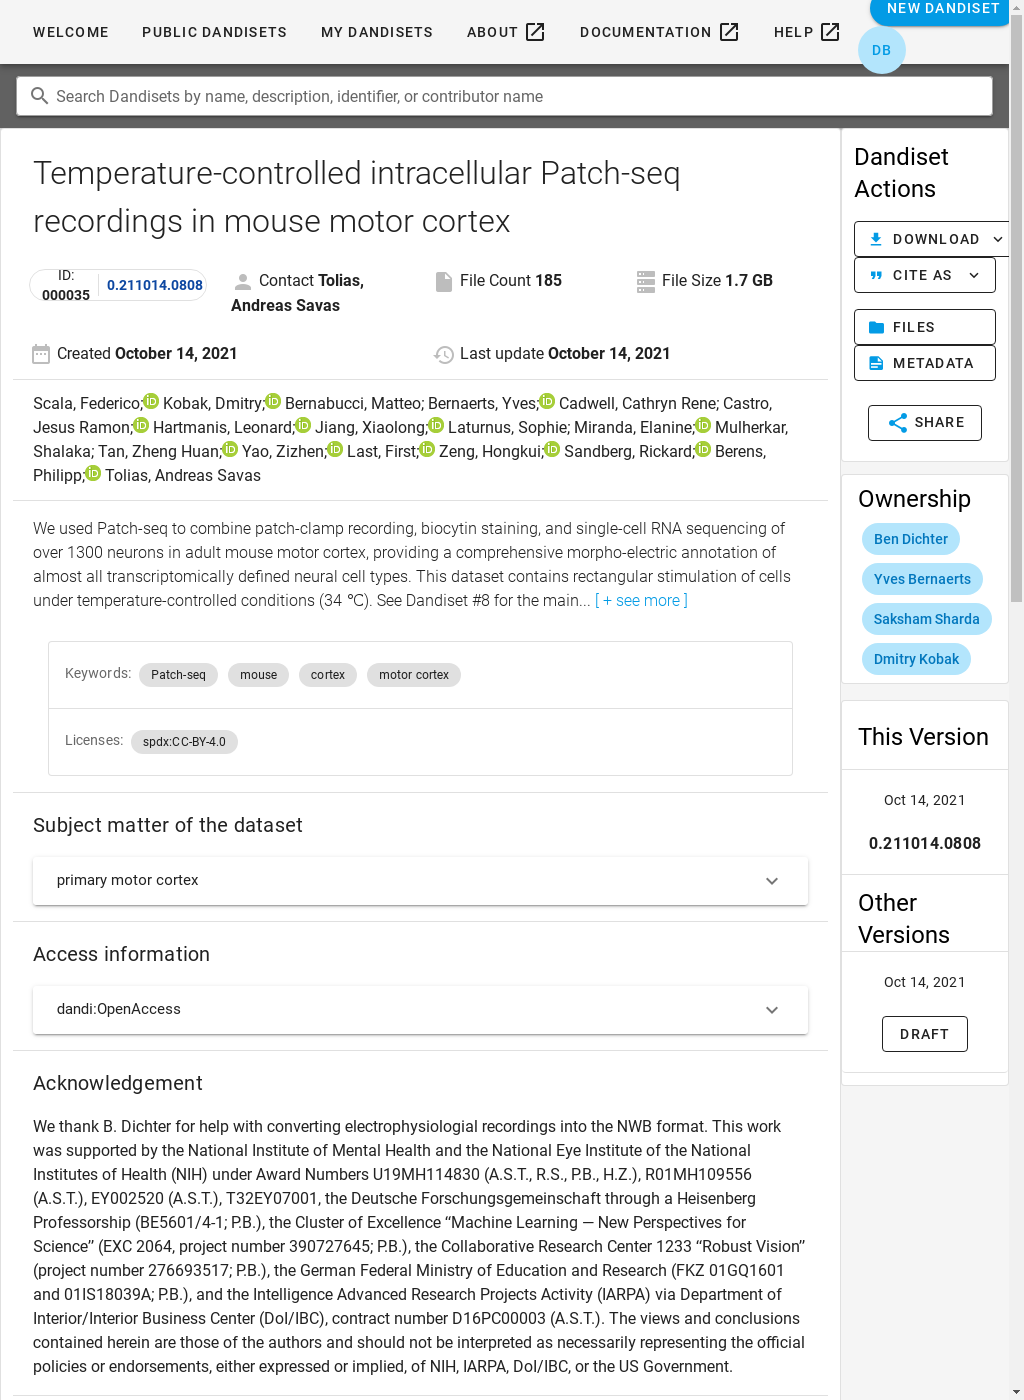 WELCOME PUBLIC DANDISETS MY DANDISETS ABOUT DOCUMENTATION HELP NEW DANDISET
DB
Search Dandisets by name, description, identifier, or contributor name
Temperature-controlled intracellular Patch-seq
recordings in mouse motor cortex
ID:
000035
0.211014.0808
Contact Tolias,
Andreas Savas
File Count 185
File Size 1.7 GB
Created October 14, 2021
Last update October 14, 2021
Scala, Federico; Kobak, Dmitry; Bernabucci, Matteo; Bernaerts, Yves; Cadwell, Cathryn Rene; Castro,
Jesus Ramon; Hartmanis, Leonard; Jiang, Xiaolong; Laturnus, Sophie; Miranda, Elanine; Mulherkar,
Shalaka; Tan, Zheng Huan; Yao, Zizhen; Last, First; Zeng, Hongkui; Sandberg, Rickard; Berens,
Philipp; Tolias, Andreas Savas
We used Patch-seq to combine patch-clamp recording, biocytin staining, and single-cell RNA sequencing of
over 1300 neurons in adult mouse motor cortex, providing a comprehensive morpho-electric annotation of
almost all transcriptomically defined neural cell types. This dataset contains rectangular stimulation of cells
under temperature-controlled conditions (34 ℃). See Dandiset #8 for the main... [ + see more ]
Keywords: Patch-seq mouse cortex motor cortex
Licenses: spdx:CC-BY-4.0
Subject matter of the dataset
primary motor cortex
Access information
dandi:OpenAccess
Acknowledgement
We thank B. Dichter for help with converting electrophysiologial recordings into the NWB format. This work
was supported by the National Institute of Mental Health and the National Eye Institute of the National
Institutes of Health (NIH) under Award Numbers U19MH114830 (A.S.T., R.S., P.B., H.Z.), R01MH109556
(A.S.T.), EY002520 (A.S.T.), T32EY07001, the Deutsche Forschungsgemeinschaft through a Heisenberg
Professorship (BE5601/4-1; P.B.), the Cluster of Excellence “Machine Learning — New Perspectives for
Science” (EXC 2064, project number 390727645; P.B.), the Collaborative Research Center 1233 “Robust Vision”
(project number 276693517; P.B.), the German Federal Ministry of Education and Research (FKZ 01GQ1601
and 01IS18039A; P.B.), and the Intelligence Advanced Research Projects Activity (IARPA) via Department of
Interior/Interior Business Center (DoI/IBC), contract number D16PC00003 (A.S.T.). The views and conclusions
contained herein are those of the authors and should not be interpreted as necessarily representing the official
policies or endorsements, either expressed or implied, of NIH, IARPA, DoI/IBC, or the US Government.
Dandiset
Actions
DOWNLOAD
CITE AS
FILES
METADATA
SHARE
Ownership
Ben Dichter
Yves Bernaerts
Saksham Sharda
Dmitry Kobak
This Version
Oct 14, 2021
0.211014.0808
Other
Versions
Oct 14, 2021
DRAFT